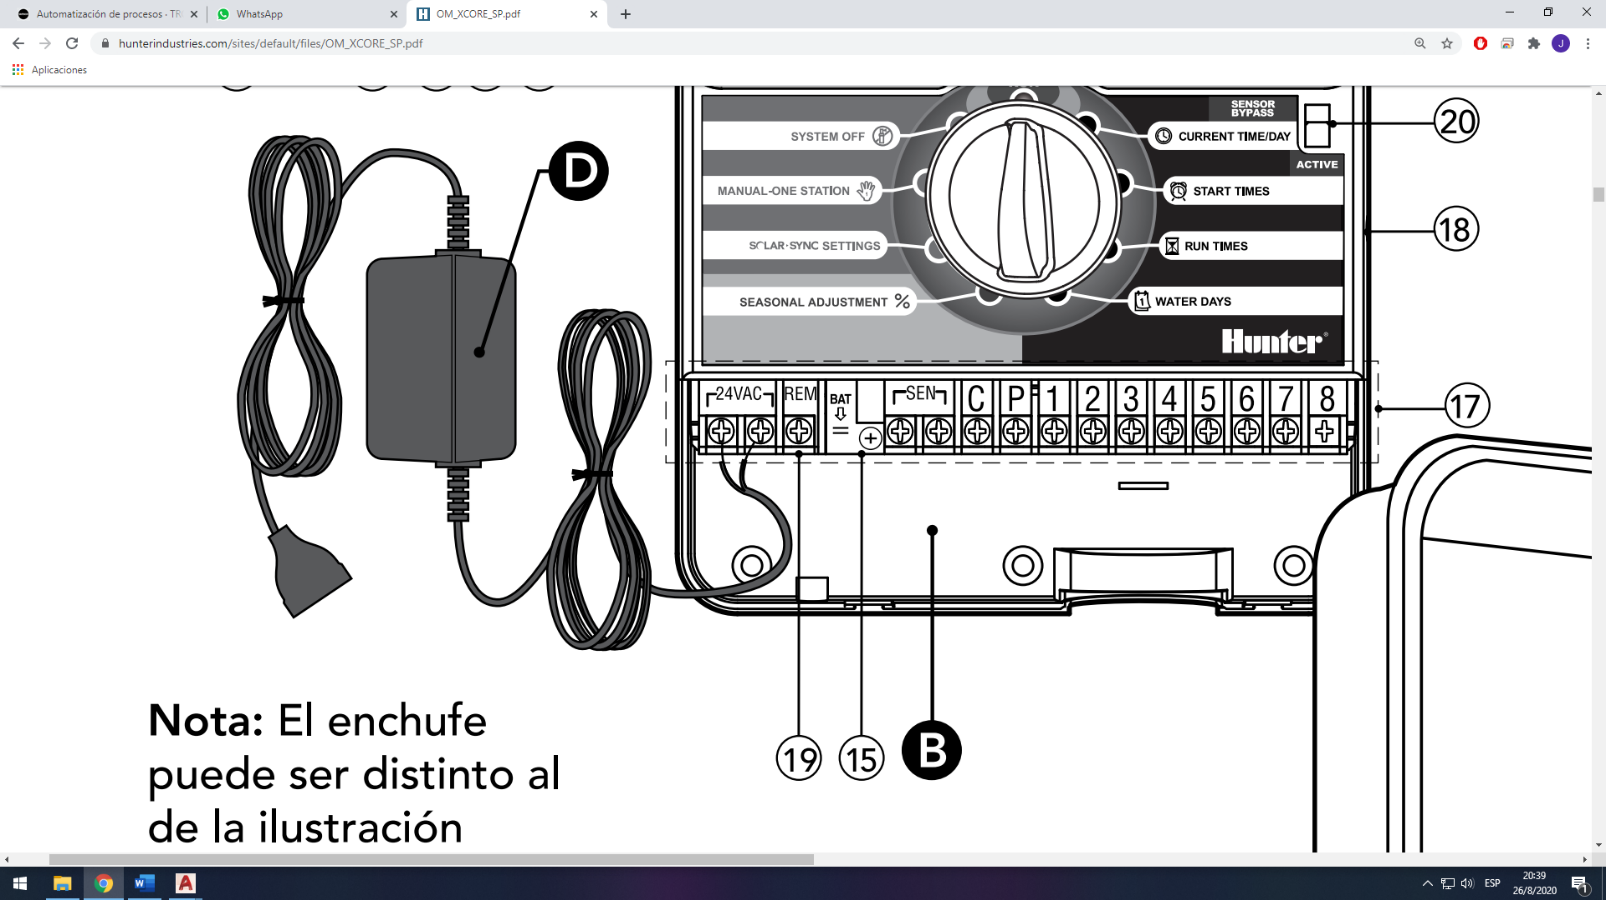 Automatización de procesos · TR
WhatsApp
OM_XCORE_SP.pdf
hunterindustries.com/sites/default/files/OM_XCORE_SP.pdf
J
Aplicaciones
SENSOR
BYPASS
20
SYSTEM OFF
CURRENT TIME/DAY
ACTIVE
D
MANUAL-ONE STATION
START TIMES
18
SOLAR-SYNC SETTINGS
RUN TIMES
SEASONAL ADJUSTMENT %
1
WATER DAYS
Hunter®
24VAC
REM
BAT
SEN
C
P
1
2
3
4
5
6
7
8
17
19
15
B
Nota: El enchufe
puede ser distinto al
de la ilustración
ESP
20:39
26/8/2020
1